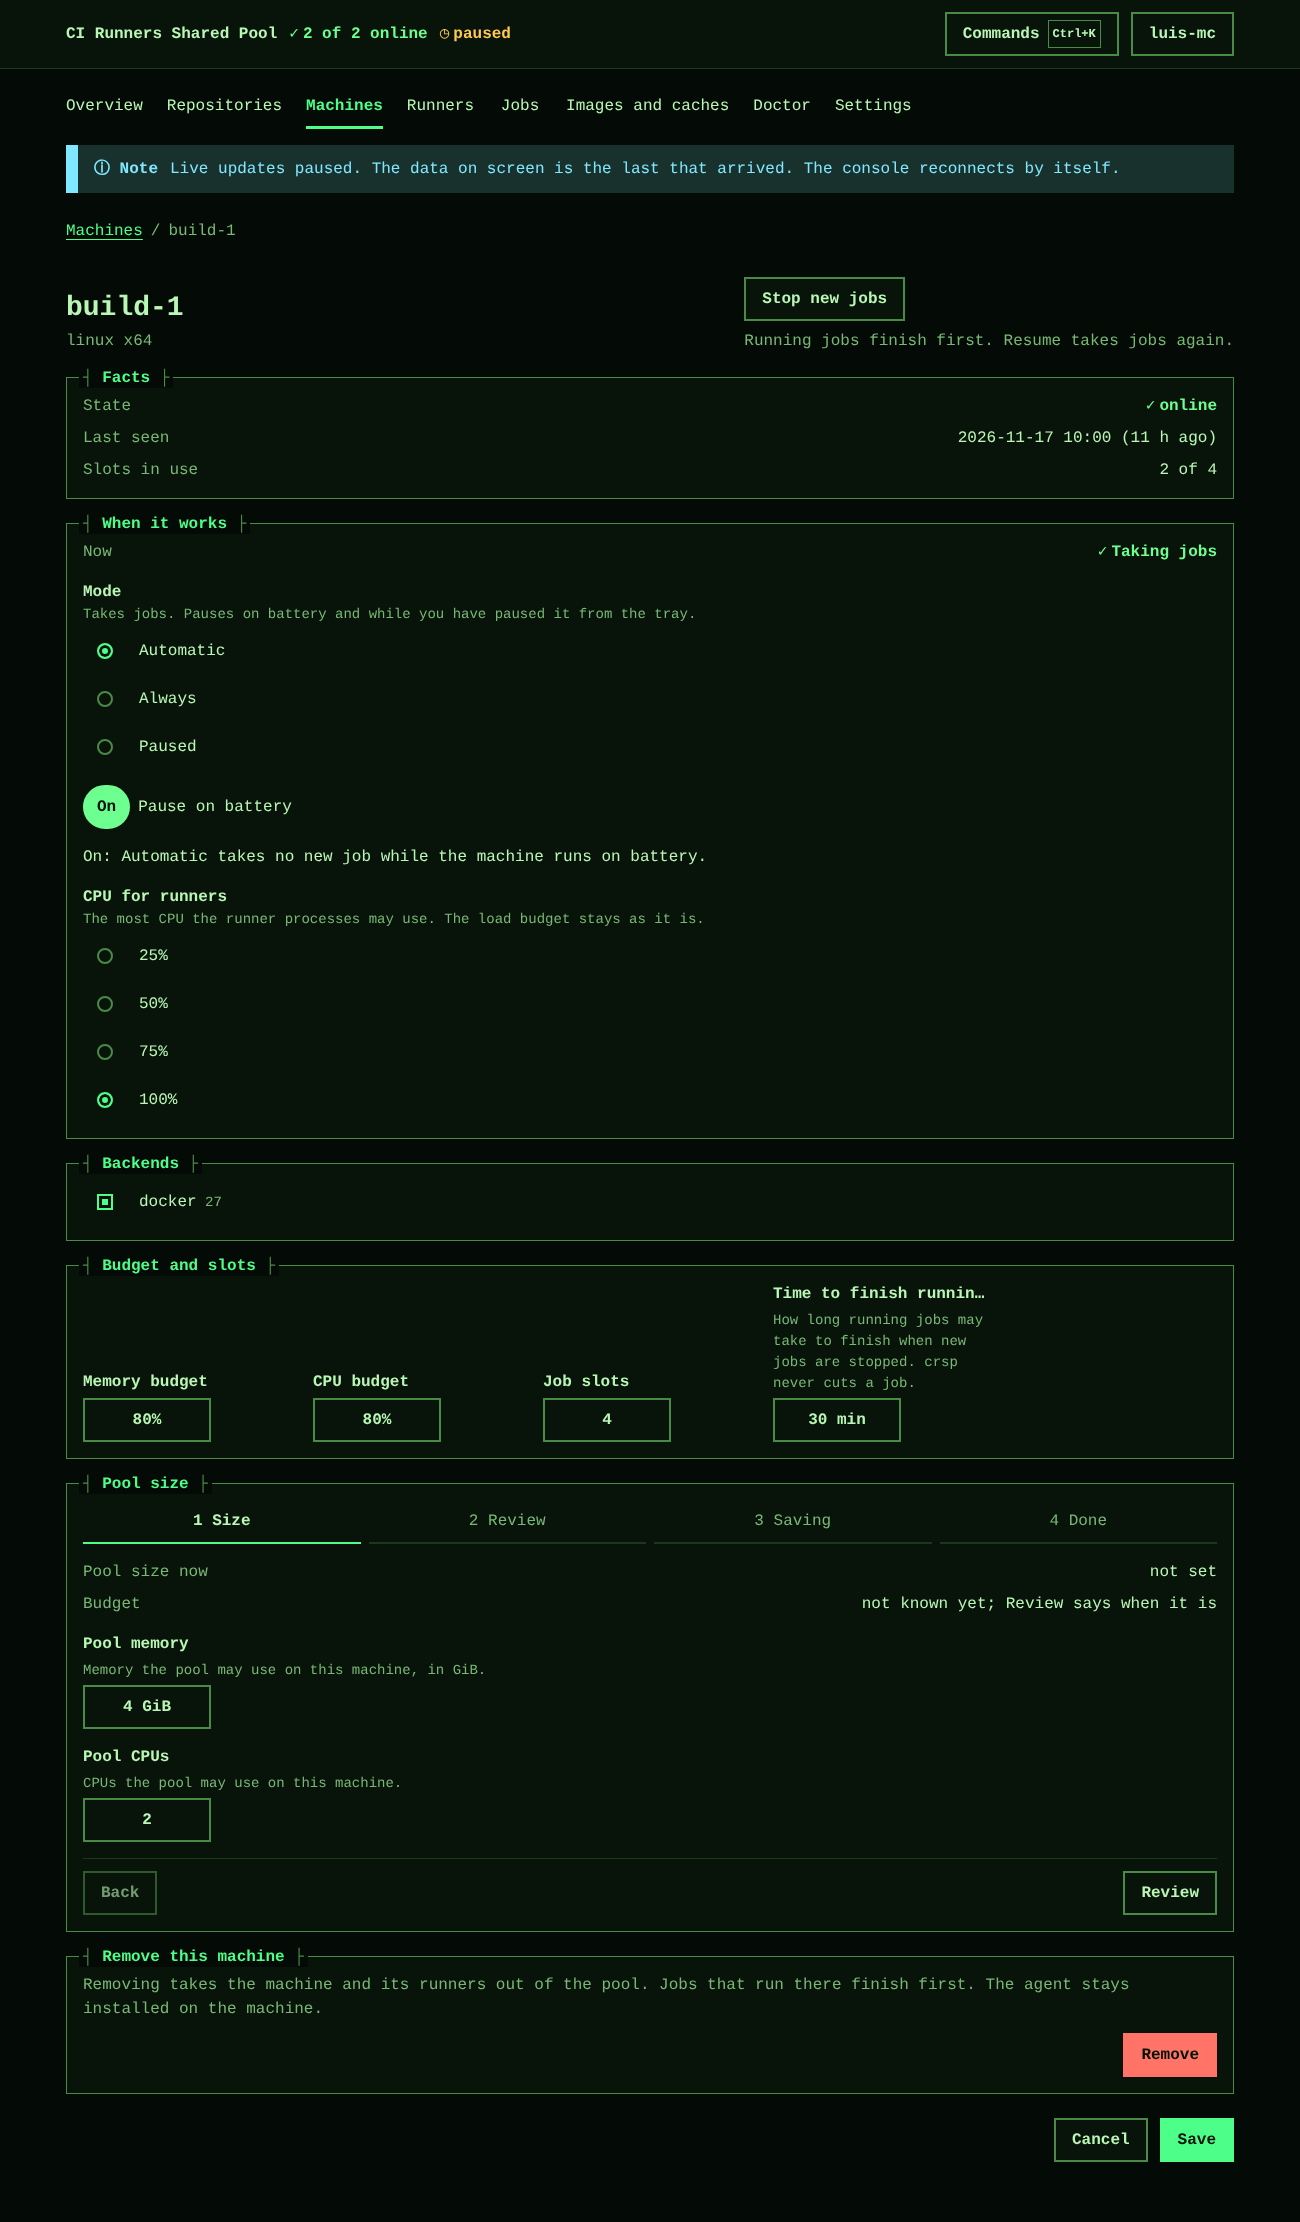 CI Runners Shared Pool ✓ 2 of 2 online ◷ paused Commands Ctrl+K luis-mc
Overview Repositories Machines Runners Jobs Images and caches Doctor Settings
ⓘ Note Live updates paused. The data on screen is the last that arrived. The console reconnects by itself.
Machines / build-1
build-1
linux x64
Stop new jobs
Running jobs finish first. Resume takes jobs again.
Facts
State ✓ online
Last seen 2026-11-17 10:00 (11 h ago)
Slots in use 2 of 4
When it works
Now ✓ Taking jobs
Mode
Takes jobs. Pauses on battery and while you have paused it from the tray.
Automatic
Always
Paused
On Pause on battery
On: Automatic takes no new job while the machine runs on battery.
CPU for runners
The most CPU the runner processes may use. The load budget stays as it is.
25%
50%
75%
100%
Backends
docker 27
Budget and slots
Memory budget
80%
CPU budget
80%
Job slots
4
Time to finish runnin…
How long running jobs may
take to finish when new
jobs are stopped. crsp
never cuts a job.
30 min
Pool size
1 Size 2 Review 3 Saving 4 Done
Pool size now not set
Budget not known yet; Review says when it is
Pool memory
Memory the pool may use on this machine, in GiB.
4 GiB
Pool CPUs
CPUs the pool may use on this machine.
2
Back Review
Remove this machine
Removing takes the machine and its runners out of the pool. Jobs that run there finish first. The agent stays
installed on the machine.
Remove
Cancel Save